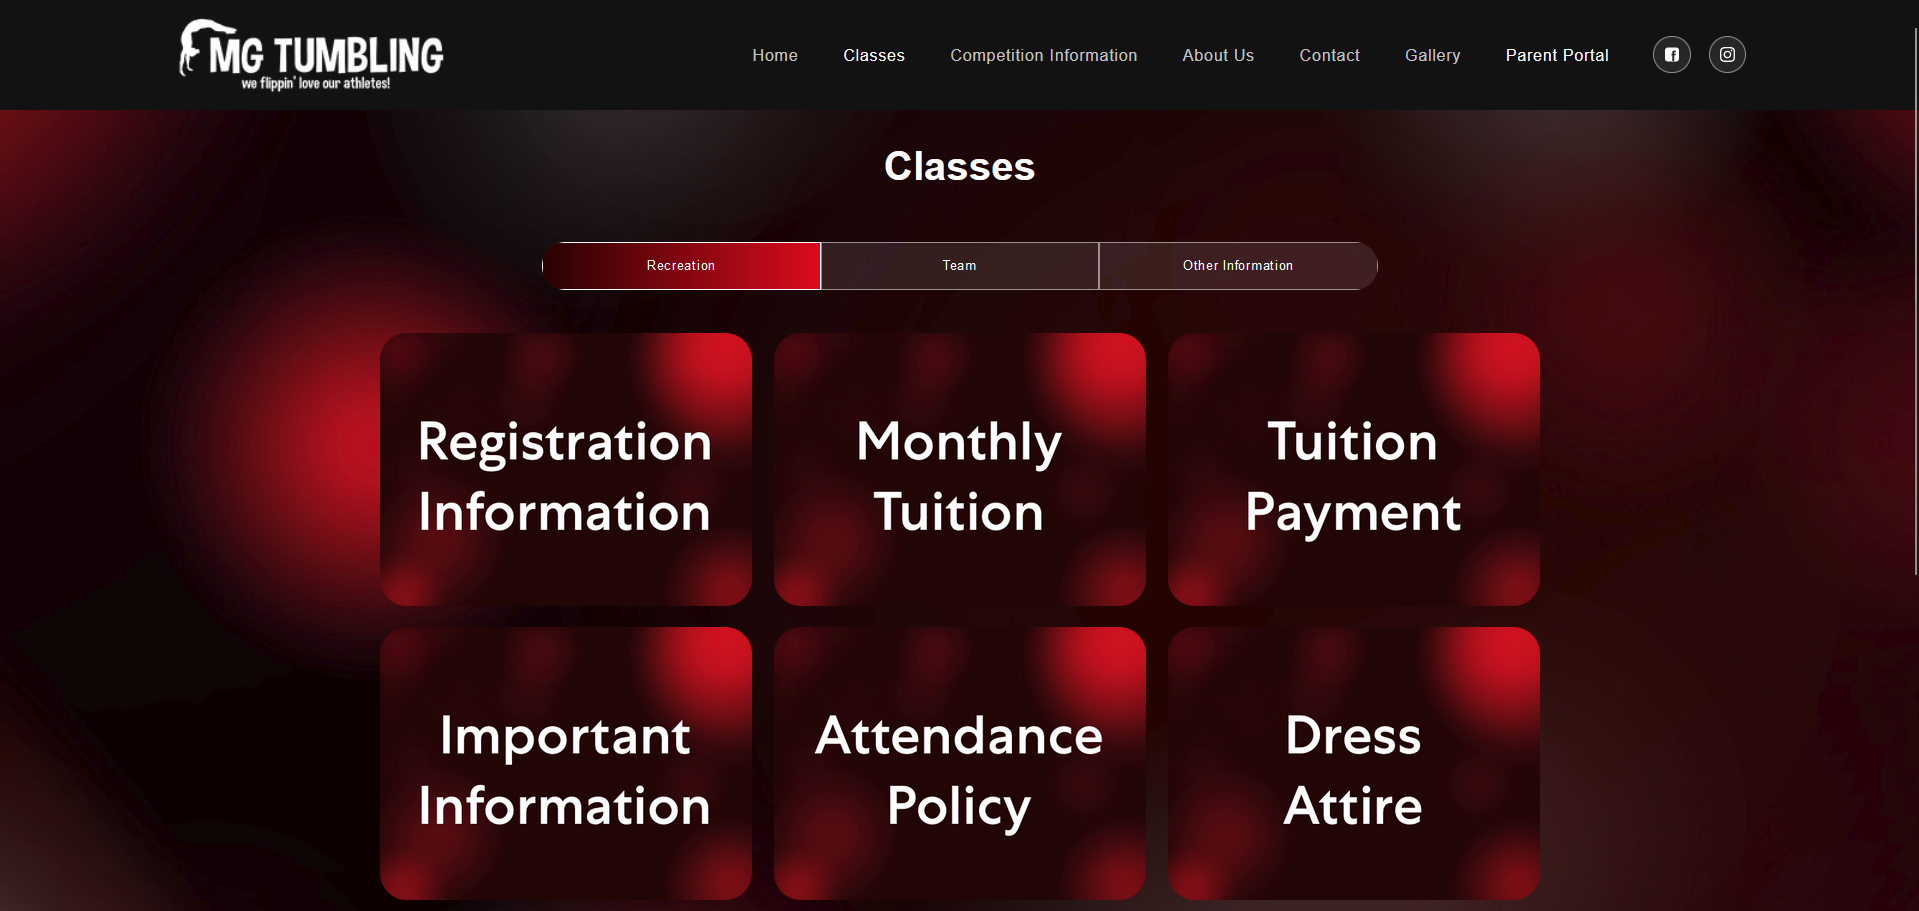 MG TUMBLING
we flippin' love our athletes!
Home
Classes
Competition Information
About Us
Contact
Gallery
Parent Portal
Classes
Recreation
Team
Other Information
Registration
Information
Monthly
Tuition
Tuition
Payment
Important
Information
Attendance
Policy
Dress
Attire